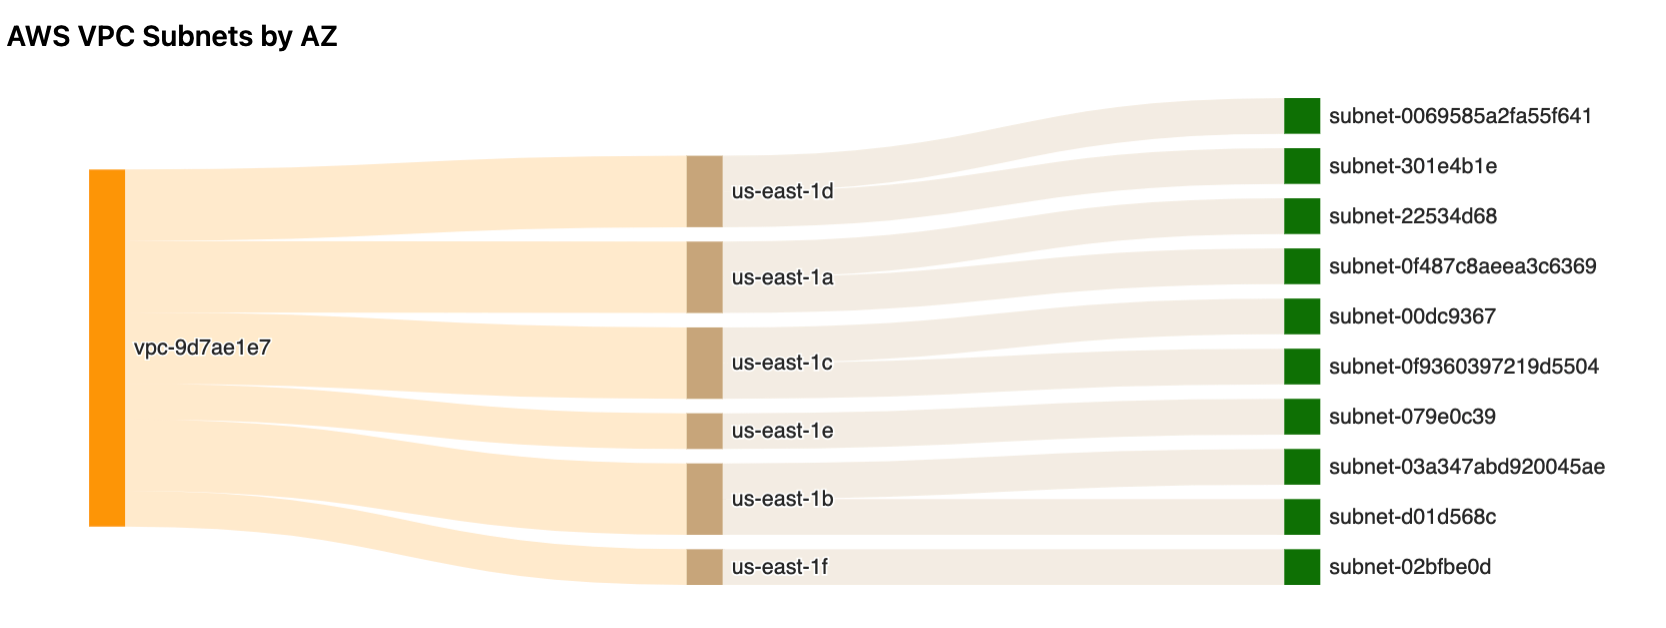 AWS VPC Subnets by AZ
vpc-9d7ae1e7
us-east-1d
us-east-1a
us-east-1c
us-east-1e
us-east-1b
us-east-1f
subnet-0069585a2fa55f641
subnet-301e4b1e
subnet-22534d68
subnet-0f487c8aeea3c6369
subnet-00dc9367
subnet-0f9360397219d5504
subnet-079e0c39
subnet-03a347abd920045ae
subnet-d01d568c
subnet-02bfbe0d